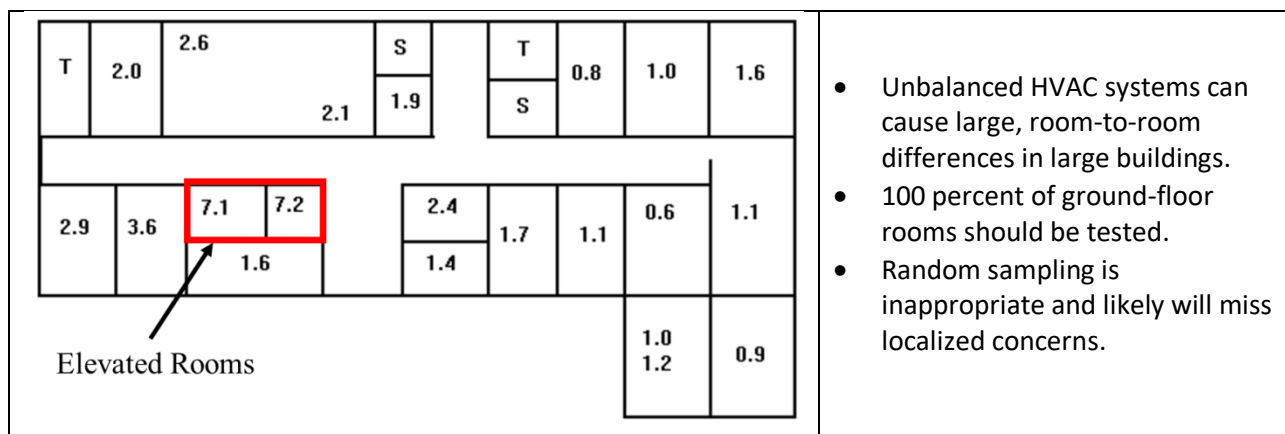 2.6
S
T
T
2.0
0.8
1.0
1.6
2.1
1.9
S
7.1
7.2
2.4
0.6
1.1
2.9
3.6
1.7
1.1
1.6
1.4
1.0
1.2
0.9
Elevated Rooms
• Unbalanced HVAC systems can
cause large, room-to-room
differences in large buildings.
• 100 percent of ground-floor
rooms should be tested.
• Random sampling is
inappropriate and likely will miss
localized concerns.